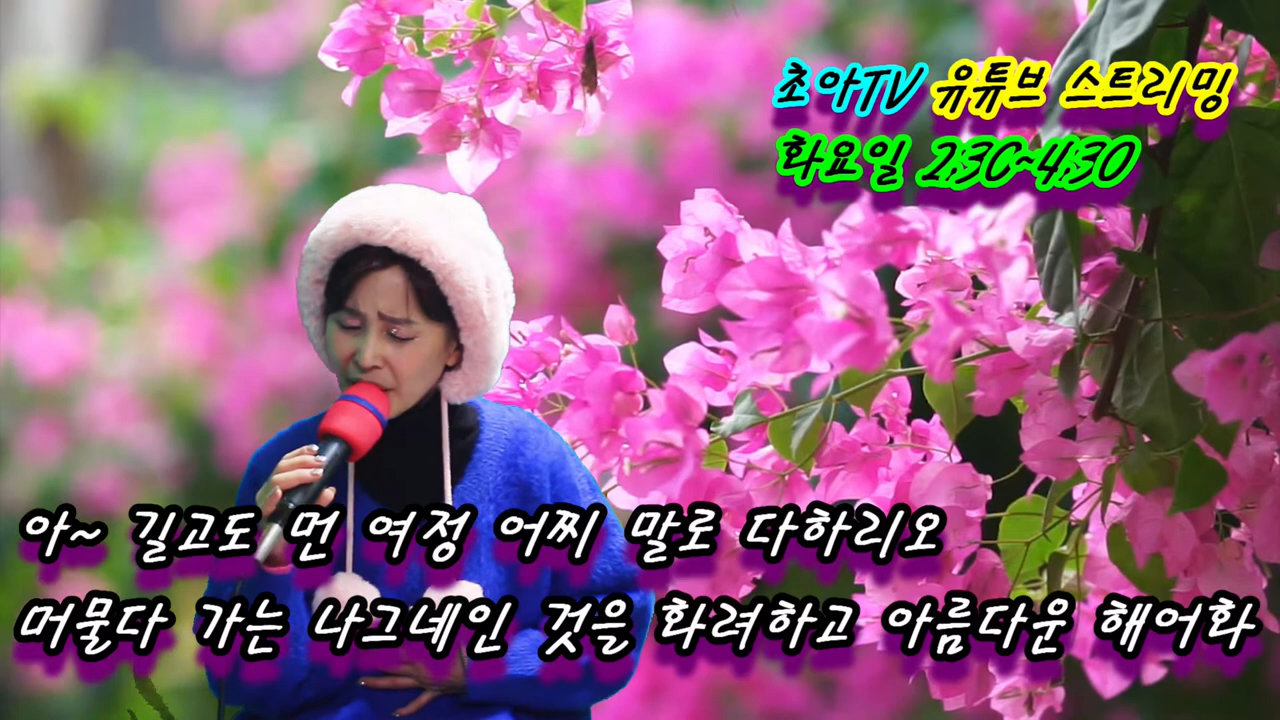 초아TV 유튜브 스트리밍
화요일 2:30~4:30
아~ 길고도 먼 여정 어찌 말로 다하리오
머물다 가는 나그네인 것을 화려하고 아름다운 해어화